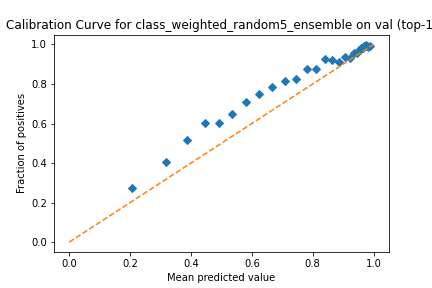 Calibration Curve for class_weighted_random5_ensemble on val (top-1
1.0
0.8
0.6
0.4
0.2
0.0
Fraction of positives
0.0 0.2 0.4 0.6 0.8 1.0
Mean predicted value